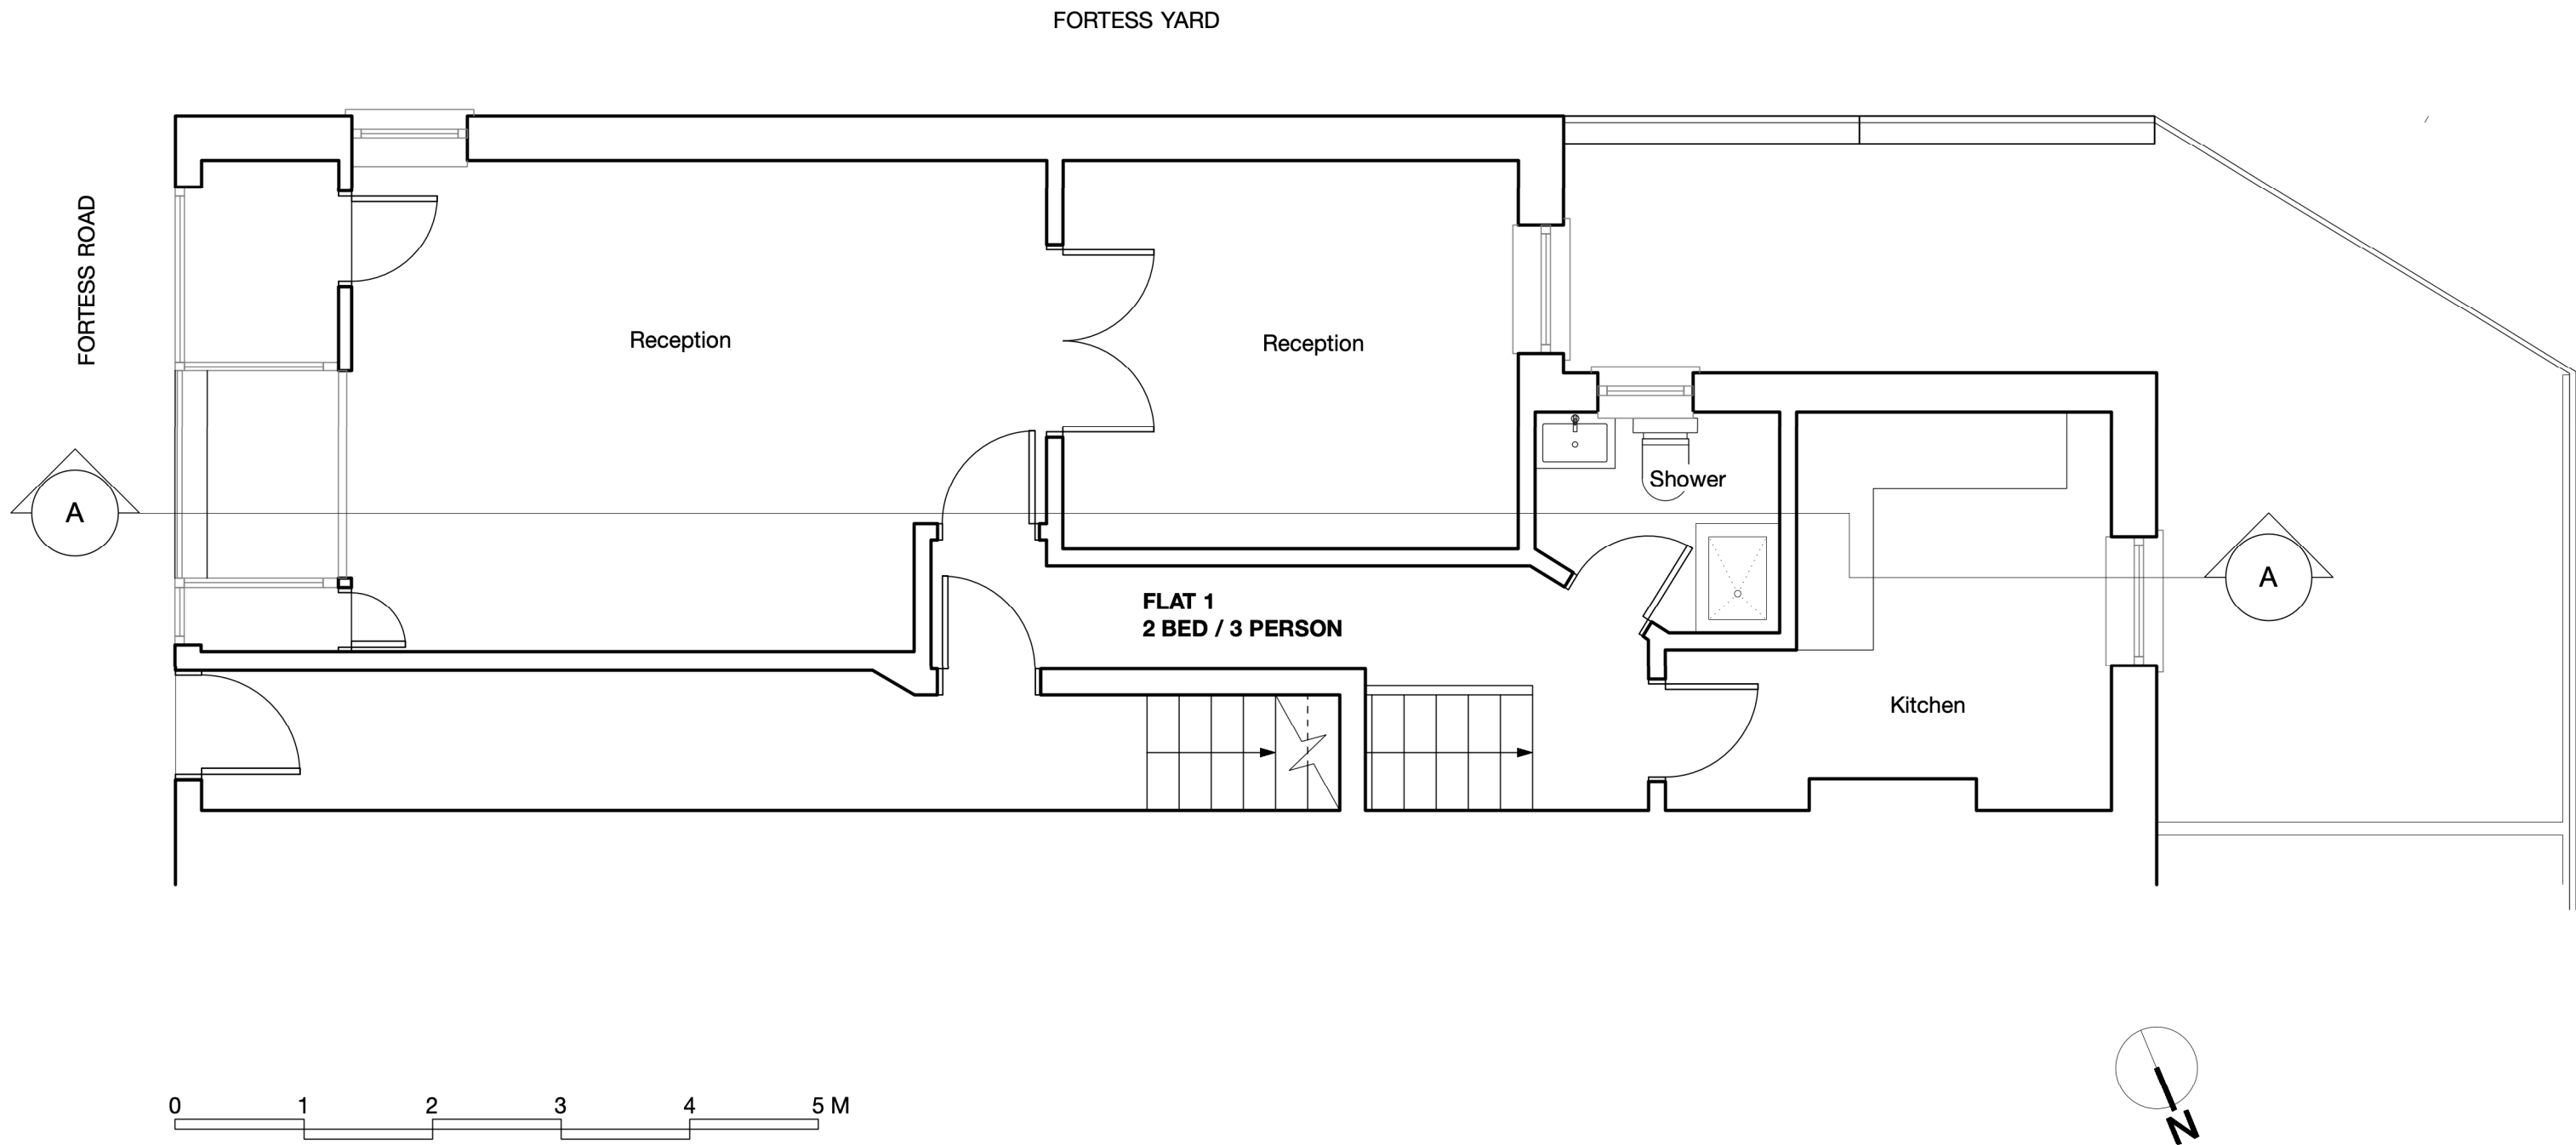 FORTESS YARD
FORTESS ROAD
Reception
Reception
A
Shower
A
FLAT 1
2 BED / 3 PERSON
Kitchen
0 1 2 3 4 5 M
N